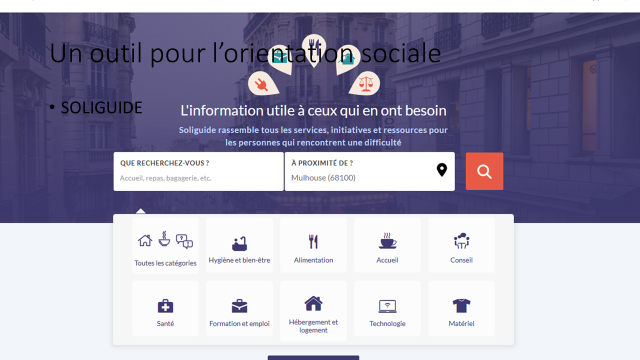 Un outil pour l’orientation sociale
• SOLIGUIDE
L'information utile à ceux qui en ont besoin
Soliguide rassemble tous les services, initiatives et ressources pour
les personnes qui rencontrent une difficulté
QUE RECHERCHEZ-VOUS ?
Accueil, repas, bagagerie, etc.
À PROXIMITÉ DE ?
Mulhouse (68100)
Toutes les catégories
Hygiène et bien-être
Alimentation
Accueil
Conseil
Santé
Formation et emploi
Hébergement et
logement
Technologie
Matériel